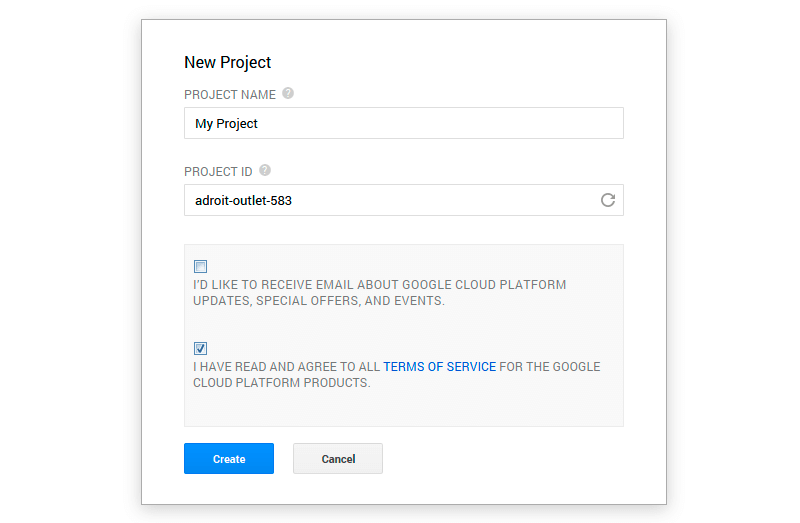 New Project
PROJECT NAME ?
My Project
PROJECT ID ?
adroit-outlet-583
I'D LIKE TO RECEIVE EMAIL ABOUT GOOGLE CLOUD PLATFORM
UPDATES, SPECIAL OFFERS, AND EVENTS.
I HAVE READ AND AGREE TO ALL TERMS OF SERVICE FOR THE GOOGLE
CLOUD PLATFORM PRODUCTS.
Create Cancel